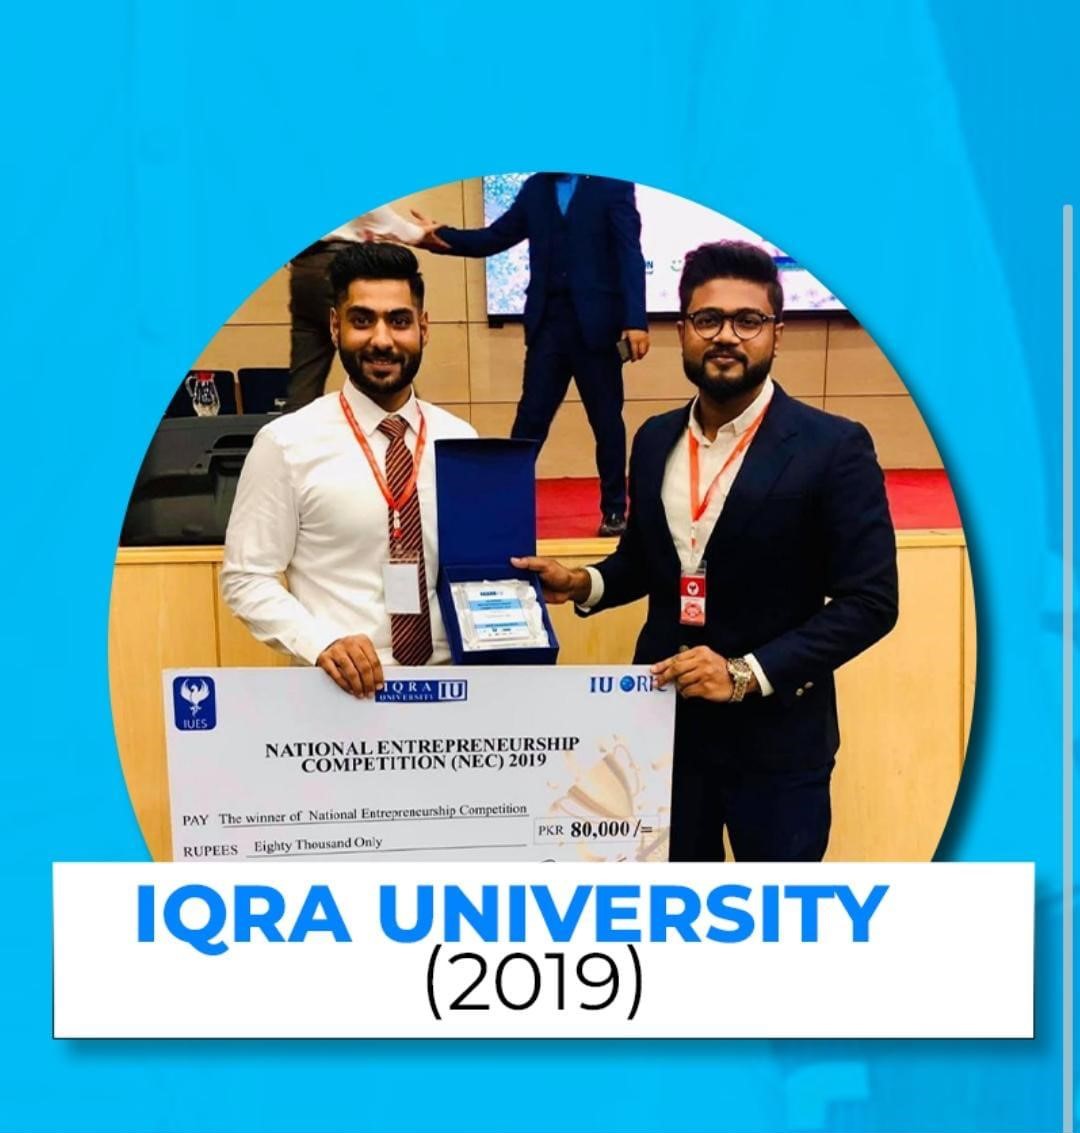 IUES
IQRA
UNIVERSITY
IU
IU ORIC
NATIONAL ENTREPRENEURSHIP
COMPETITION (NEC) 2019
PAY The winner of National Entrepreneurship Competition
PKR 80,000/=
RUPEES Eighty Thousand Only
IQRA UNIVERSITY
(2019)